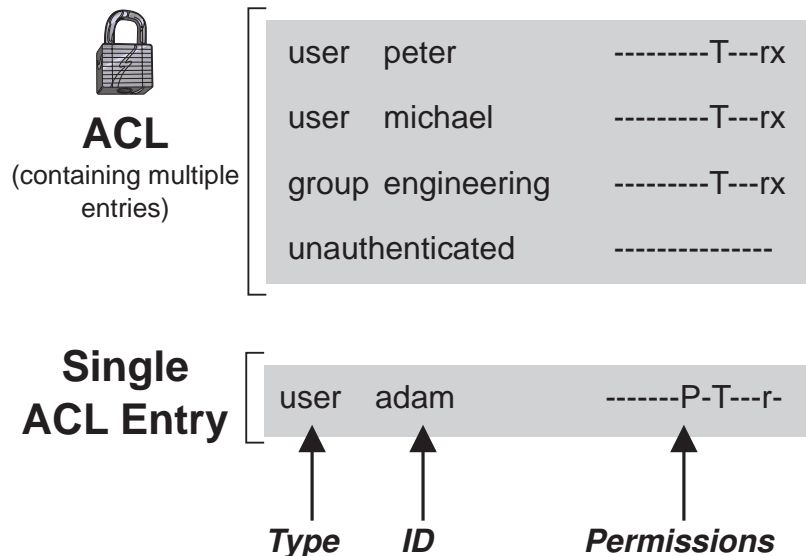 ACL
(containing multiple
entries)
user peter ---------T---rx
user michael ---------T---rx
group engineering ---------T---rx
unauthenticated ---------------
Single
ACL Entry
user adam -------P-T---r-
Type ID Permissions